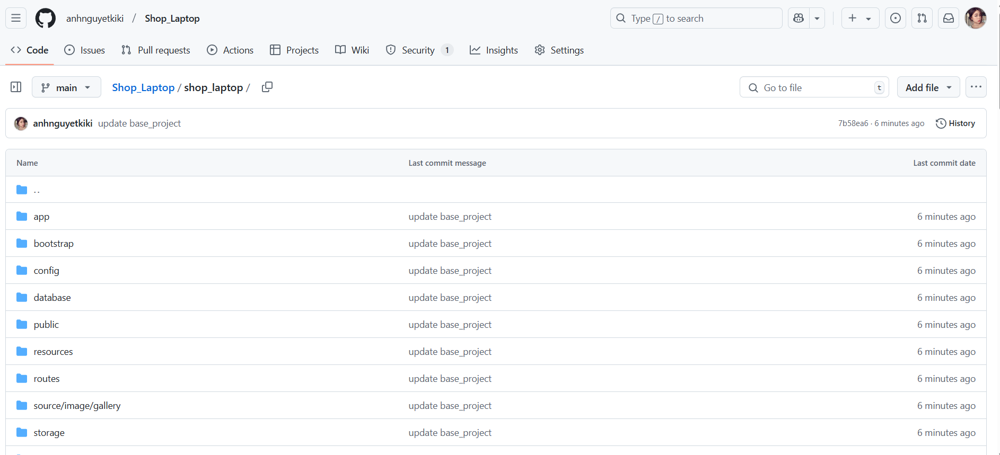 anhnguyetkiki / Shop_Laptop
Type / to search
Code Issues Pull requests Actions Projects Wiki Security 1 Insights Settings
main Shop_Laptop / shop_laptop / Go to file t Add file ...
anhnguyetkiki update base_project 7b58ea6 · 6 minutes ago History
Name Last commit message Last commit date
..
app update base_project 6 minutes ago
bootstrap update base_project 6 minutes ago
config update base_project 6 minutes ago
database update base_project 6 minutes ago
public update base_project 6 minutes ago
resources update base_project 6 minutes ago
routes update base_project 6 minutes ago
source/image/gallery update base_project 6 minutes ago
storage update base_project 6 minutes ago